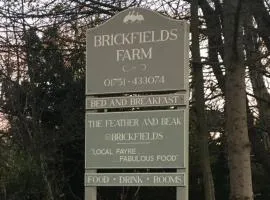 BRICKFIELDS
FARM
01751-433074
BED AND BREAKFAST
THE FEATHER AND BEAK
@BRICKFIELDS
"LOCAL FAYRE...
...FABULOUS FOOD"
FOOD - DRINK - ROOMS